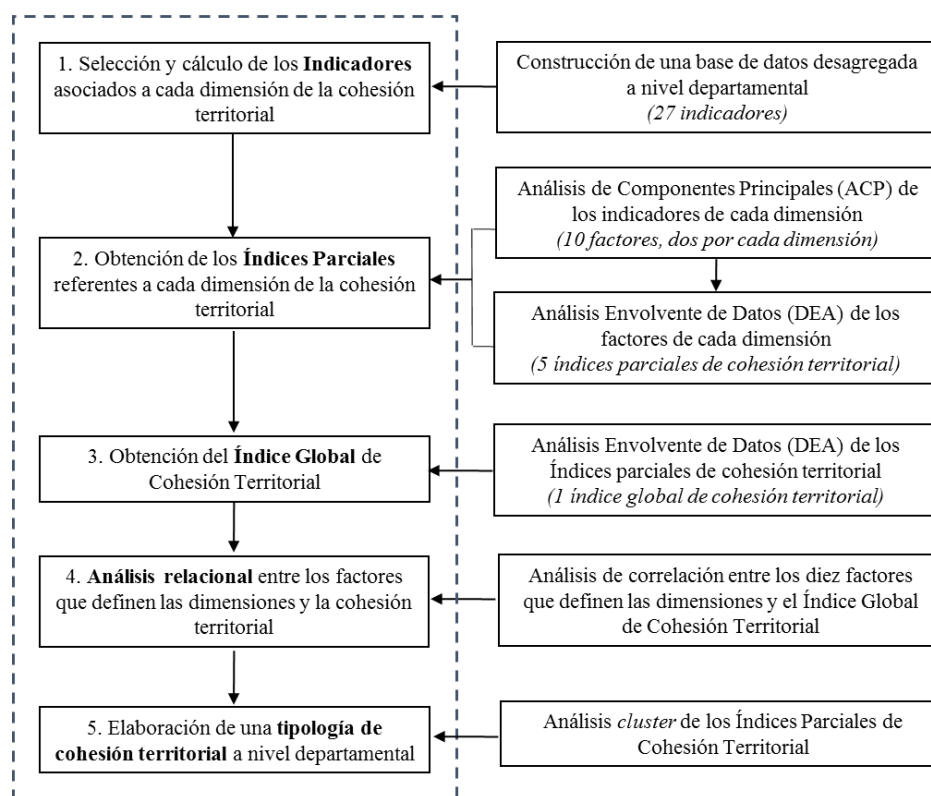 1. Selección y cálculo de los Indicadores
asociados a cada dimensión de la cohesión
territorial
Construcción de una base de datos desagregada
a nivel departamental
(27 indicadores)
Análisis de Componentes Principales (ACP) de
los indicadores de cada dimensión
(10 factores, dos por cada dimensión)
2. Obtención de los Índices Parciales
referentes a cada dimensión de la cohesión
territorial
Análisis Envolvente de Datos (DEA) de los
factores de cada dimensión
(5 índices parciales de cohesión territorial)
3. Obtención del Índice Global de
Cohesión Territorial
Análisis Envolvente de Datos (DEA) de los
Índices parciales de cohesión territorial
(1 índice global de cohesión territorial)
4. Análisis relacional entre los factores
que definen las dimensiones y la cohesión
territorial
Análisis de correlación entre los diez factores
que definen las dimensiones y el Índice Global
de Cohesión Territorial
5. Elaboración de una tipología de
cohesión territorial a nivel departamental
Análisis cluster de los Índices Parciales de
Cohesión Territorial